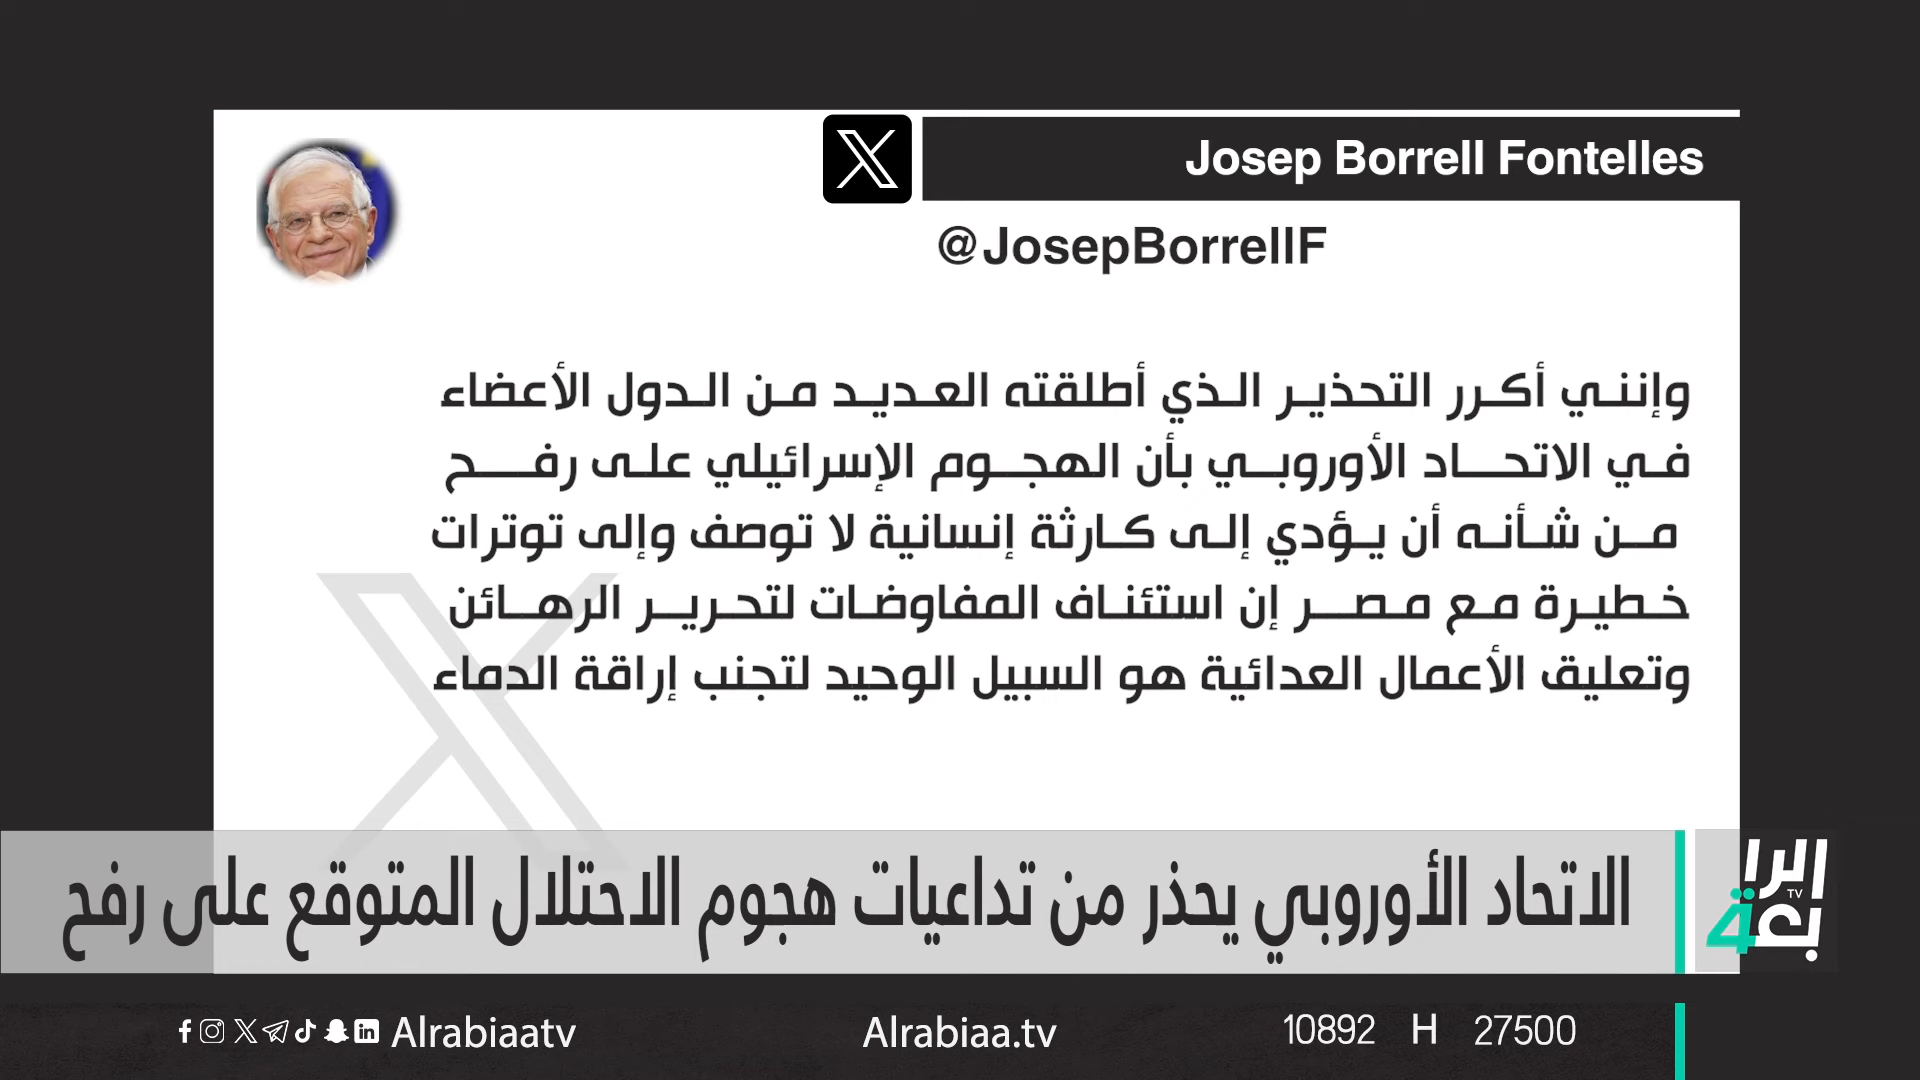 Josep Borrell Fontelles
@JosepBorrellF
وإنني أكرر التحذير الذي أطلقته العديد من الدول الأعضاء
في الاتحاد الأوروبي بأن الهجوم الإسرائيلي على رفح
من شأنه أن يؤدي إلى كارثة إنسانية لا توصف وإلى توترات
خطيرة مع مصر إن استئناف المفاوضات لتحرير الرهائن
وتعليق الأعمال العدائية هو السبيل الوحيد لتجنب إراقة الدماء
الاتحاد الأوروبي يحذر من تداعيات هجوم الاحتلال المتوقع على رفح
الرا
TV
بعة
4
Alrabiaatv
Alrabiaa.tv
10892 H 27500